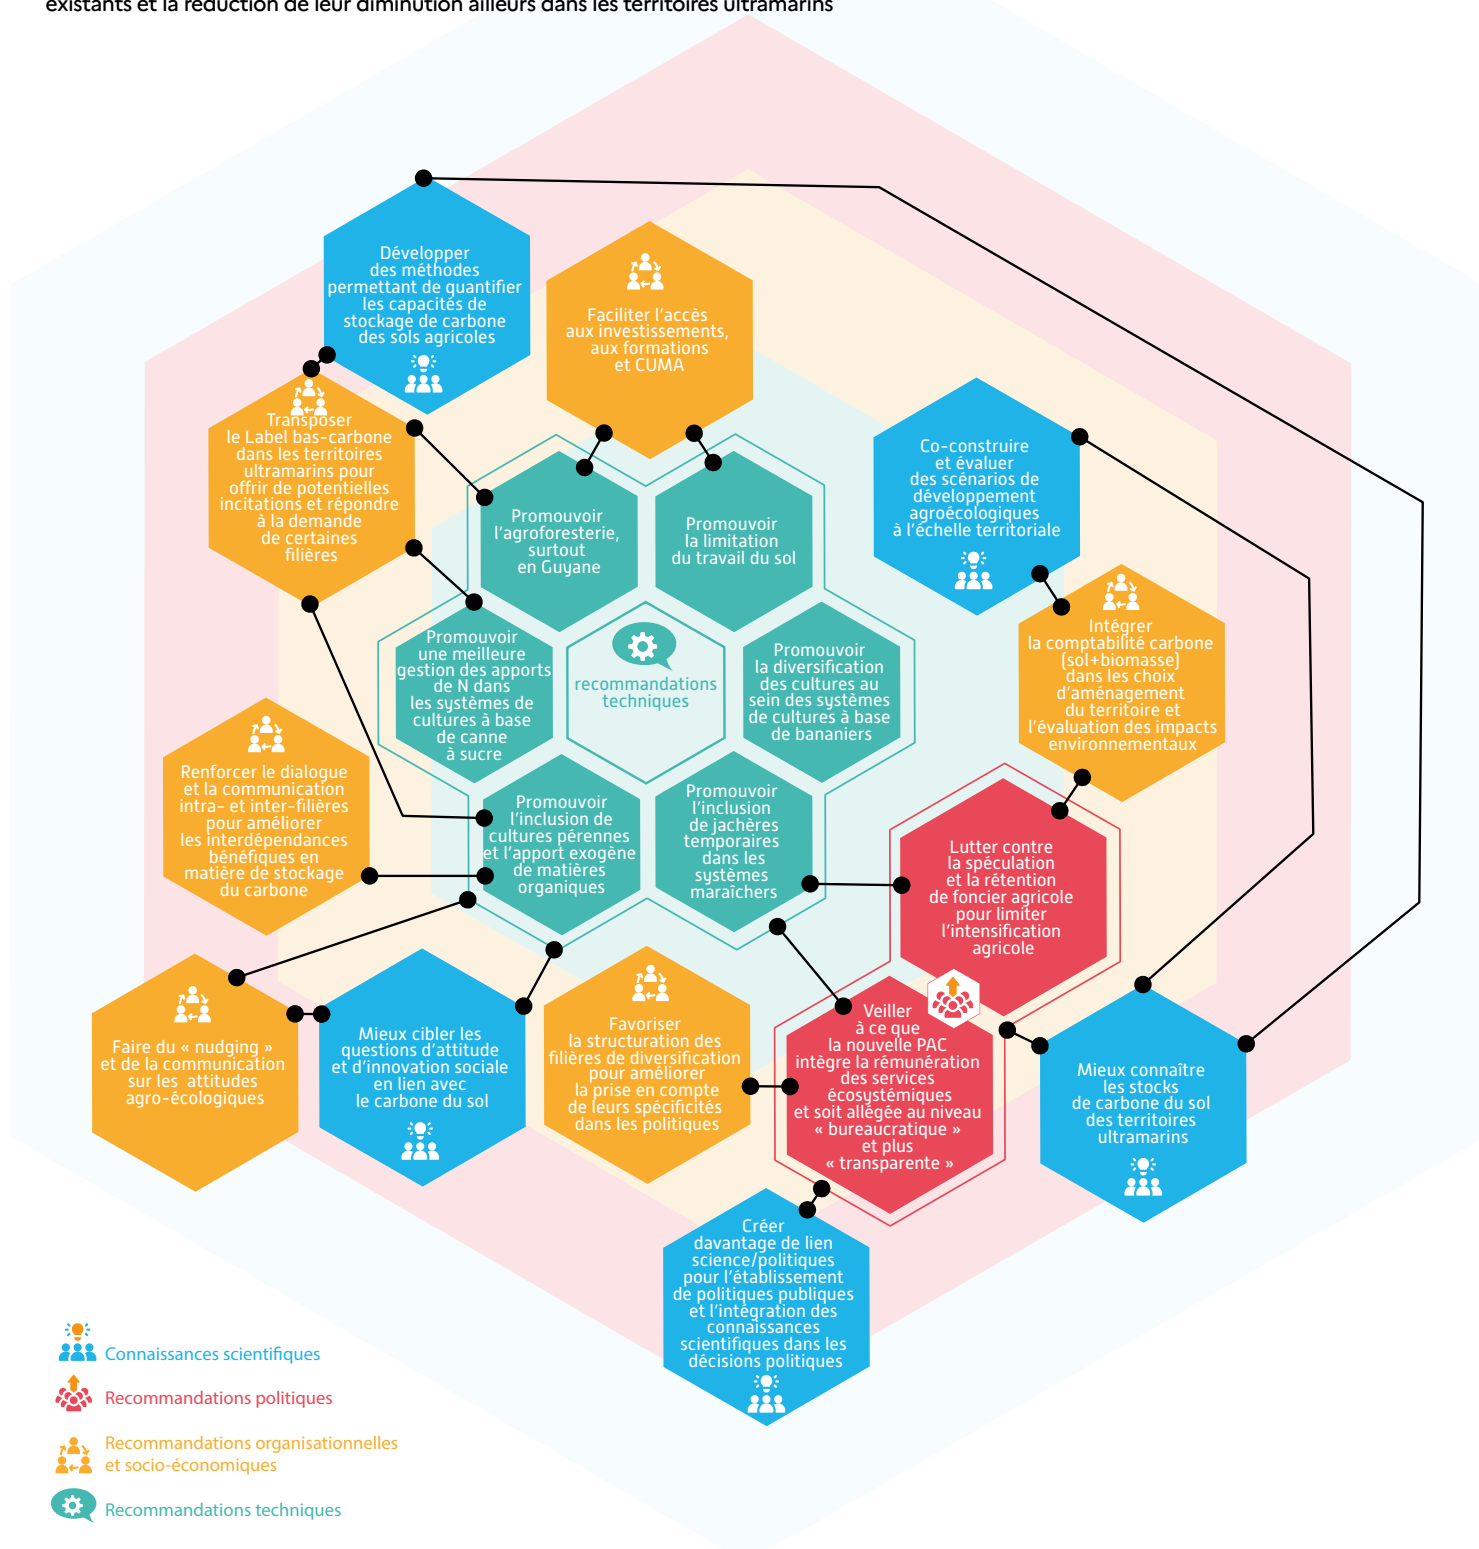 existants et la réduction de leur diminution ailleurs dans les territoires ultramarins
Développer
des méthodes
permettant de quantifier
les capacités de
stockage de carbone
des sols agricoles
Faciliter l'accès
aux investissements,
aux formations
et CUMA
Transposer
le Label bas-carbone
dans les territoires
ultramarins pour
offrir de potentielles
incitations et répondre
à la demande
de certaines
filières
Co-construire
et évaluer
des scénarios de
développement
agroécologiques
à l'échelle territoriale
Promouvoir
l'agroforesterie,
surtout
en Guyane
Promouvoir
la limitation
du travail du sol
Intégrer
la comptabilité carbone
(sol+biomasse)
dans les choix
d'aménagement
du territoire et
l'évaluation des impacts
environnementaux
Promouvoir
une meilleure
gestion des apports
de N dans
les systèmes de
cultures à base
de canne
à sucre
recommandations
techniques
Promouvoir
la diversification
des cultures au
sein des systèmes
de cultures à base
de bananiers
Renforcer le dialogue
et la communication
intra- et inter-filières
pour améliorer
les interdépendances
bénéfiques en
matière de stockage
du carbone
Promouvoir
l'inclusion de
cultures pérennes
et l'apport exogène
de matières
organiques
Promouvoir
l'inclusion
de jachères
temporaires
dans les
systèmes
maraîchers
Lutter contre
la spéculation
et la rétention
de foncier agricole
pour limiter
l'intensification
agricole
Faire du « nudging »
et de la communication
sur les attitudes
agro-écologiques
Mieux cibler les
questions d'attitude
et d'innovation sociale
en lien avec
le carbone du sol
Favoriser
la structuration des
filières de diversification
pour améliorer
la prise en compte
de leurs spécificités
dans les politiques
Veiller
à ce que
la nouvelle PAC
intègre la rémunération
des services
écosystémiques
et soit allégée au niveau
« bureaucratique »
et plus
« transparente »
Mieux connaître
les stocks
de carbone du sol
des territoires
ultramarins
Créer
davantage de lien
science/politiques
pour l'établissement
de politiques publiques
et l'intégration des
connaissances
scientifiques dans les
décisions politiques
Connaissances scientifiques
Recommandations politiques
Recommandations organisationnelles
et socio-économiques
Recommandations techniques